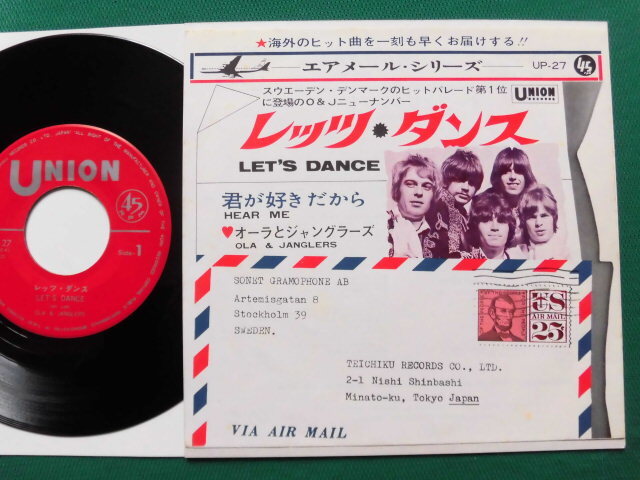 ★海外のヒット曲を一刻も早くお届けする!!
エアメール・シリーズ
UP-27
45
スウエーデン・デンマークのヒットパレード第1位
に登場のO&Jニューナンバー
UNION
RECORDS
レッツ・ダンス
LET'S DANCE
君が好きだから
HEAR ME
♥オーラとジャングラーズ
OLA & JANGLERS
SONET GRAMOPHONE AB
Artemisgatan 8
Stockholm 39
SWEDEN.
US
AIR MAIL
25¢
TEICHIKU RECORDS CO., LTD.
2-1 Nishi Shinbashi
Minato-ku, Tokyo Japan
VIA AIR MAIL
UNION
45
RPM
Side-1
27
レッツ・ダンス
LET'S DANCE
OLA & JANGLERS